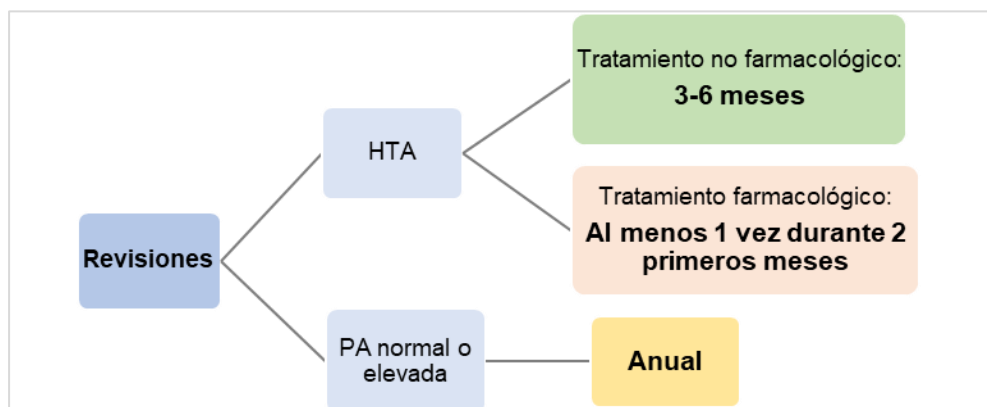 Tratamiento no farmacológico:
3-6 meses
HTA
Tratamiento farmacológico:
Al menos 1 vez durante 2
primeros meses
Revisiones
PA normal o
elevada
Anual